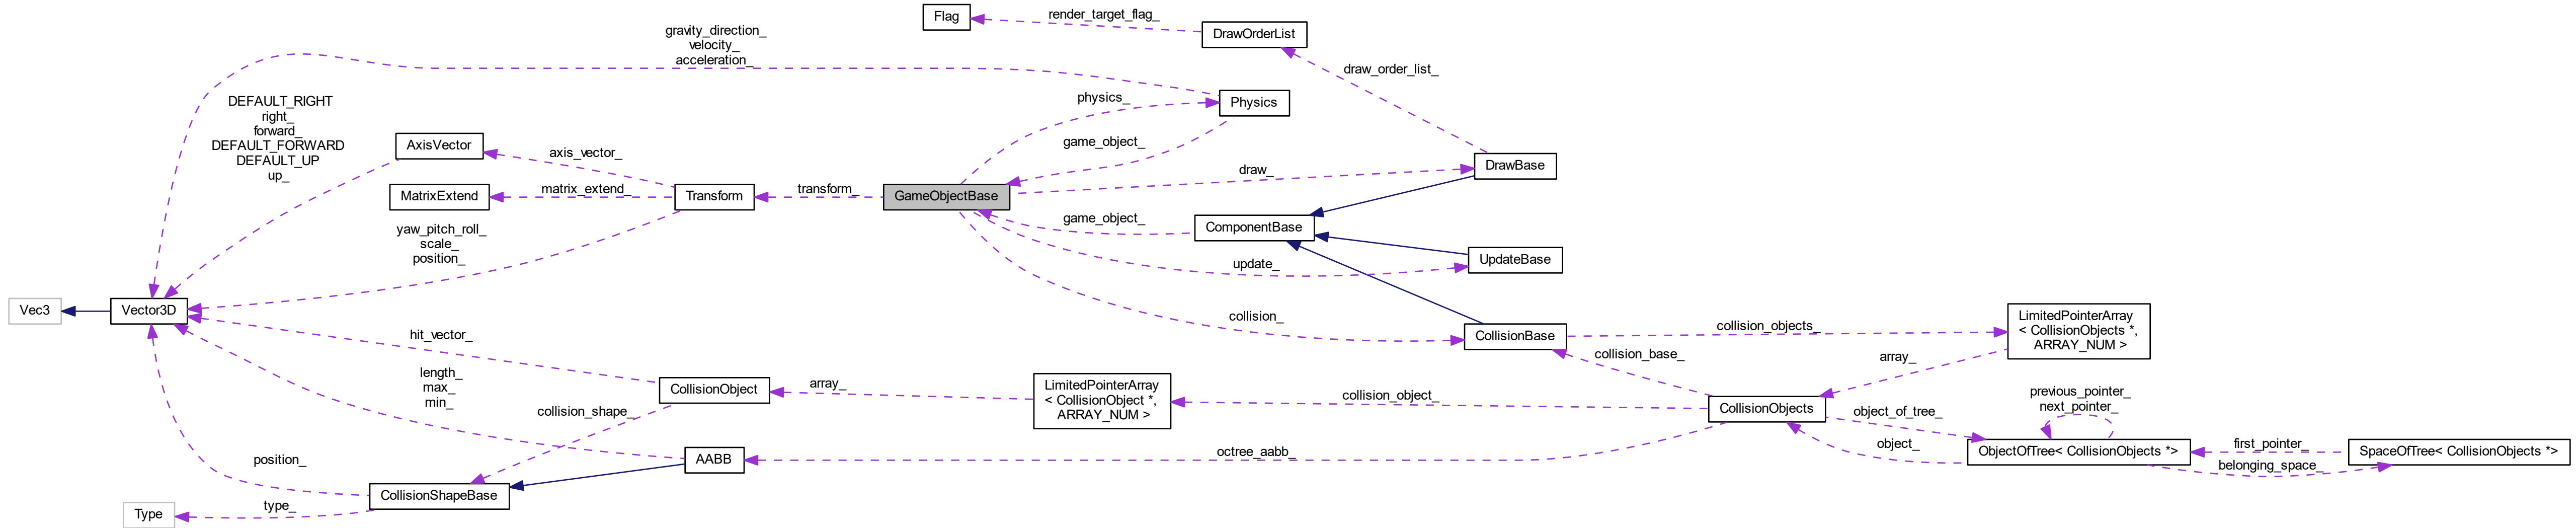 Flag
render_target_flag_
DrawOrderList
gravity_direction_
velocity_
acceleration_
draw_order_list_
DEFAULT_RIGHT
right_
forward_
DEFAULT_FORWARD
DEFAULT_UP
up_
physics_
Physics
AxisVector
axis_vector_
game_object_
DrawBase
MatrixExtend
matrix_extend_
Transform
transform_
GameObjectBase
draw_
yaw_pitch_roll_
scale_
position_
game_object_
ComponentBase
update_
UpdateBase
Vec3
Vector3D
collision_
hit_vector_
CollisionBase
collision_objects_
LimitedPointerArray
< CollisionObjects *,
ARRAY_NUM >
collision_base_
array_
length_
max_
min_
CollisionObject
array_
LimitedPointerArray
< CollisionObject *,
ARRAY_NUM >
collision_object_
CollisionObjects
collision_shape_
object_of_tree_
previous_pointer_
next_pointer_
position_
AABB
octree_aabb_
object_
ObjectOfTree< CollisionObjects *>
first_pointer_
belonging_space_
SpaceOfTree< CollisionObjects *>
CollisionShapeBase
Type
type_